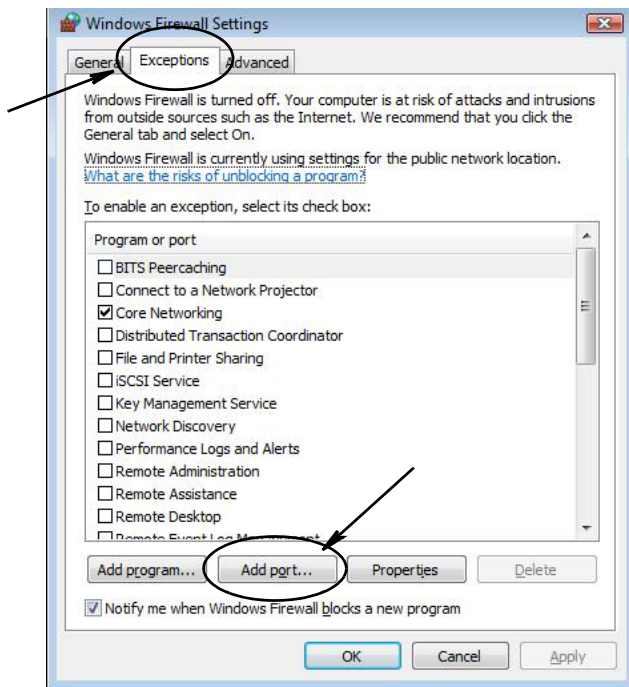 Windows Firewall Settings
General Exceptions Advanced
Windows Firewall is turned off. Your computer is at risk of attacks and intrusions
from outside sources such as the Internet. We recommend that you click the
General tab and select On.
Windows Firewall is currently using settings for the public network location.
What are the risks of unblocking a program?
To enable an exception, select its check box:
Program or port
BITS Peercaching
Connect to a Network Projector
Core Networking
Distributed Transaction Coordinator
File and Printer Sharing
iSCSI Service
Key Management Service
Network Discovery
Performance Logs and Alerts
Remote Administration
Remote Assistance
Remote Desktop
Remote Event Log Management
Add program... Add port... Properties Delete
Notify me when Windows Firewall blocks a new program
OK Cancel Apply